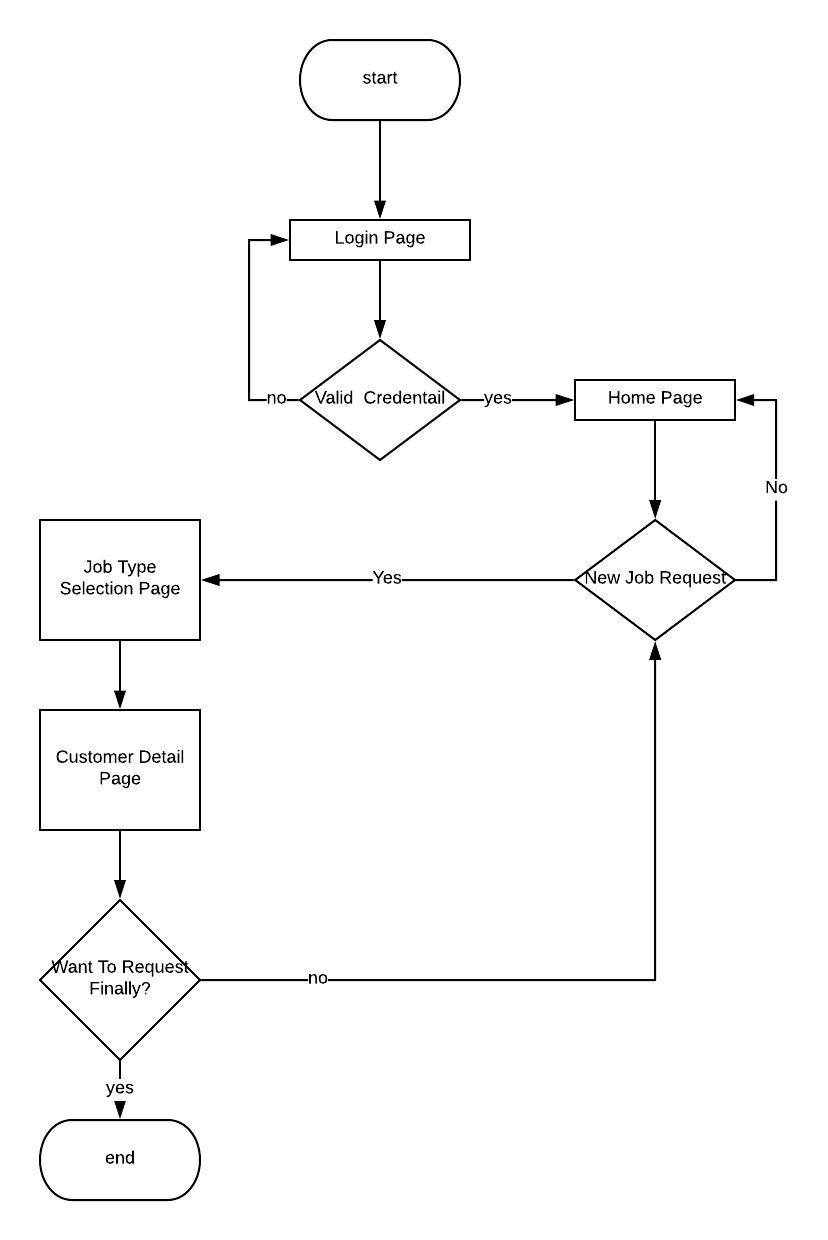 start
Login Page
no
Valid  Credentail
yes
Home Page
No
Job Type
Selection Page
Yes
New Job Request
Customer Detail
Page
Want To Request
Finally?
no
yes
end